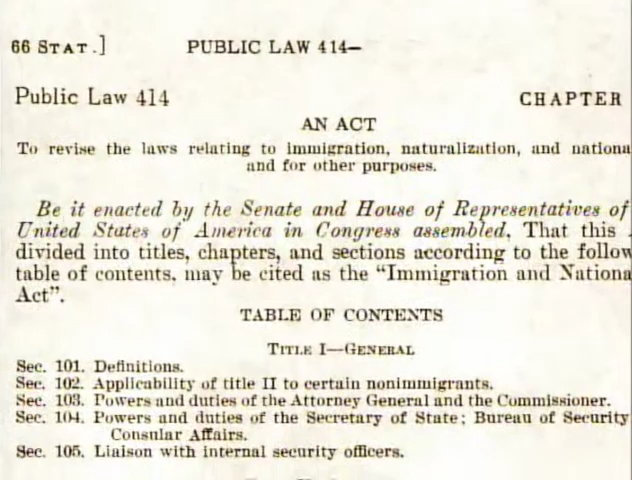 66 STAT.] PUBLIC LAW 414—
Public Law 414 CHAPTER
AN ACT
To revise the laws relating to immigration, naturalization, and nationa
and for other purposes.
Be it enacted by the Senate and House of Representatives of
United States of America in Congress assembled, That this
divided into titles, chapters, and sections according to the follow
table of contents, may be cited as the “Immigration and Nationa
Act”.
TABLE OF CONTENTS
TITLE I—GENERAL
Sec. 101. Definitions.
Sec. 102. Applicability of title II to certain nonimmigrants.
Sec. 103. Powers and duties of the Attorney General and the Commissioner.
Sec. 104. Powers and duties of the Secretary of State; Bureau of Security
Consular Affairs.
Sec. 105. Liaison with internal security officers.